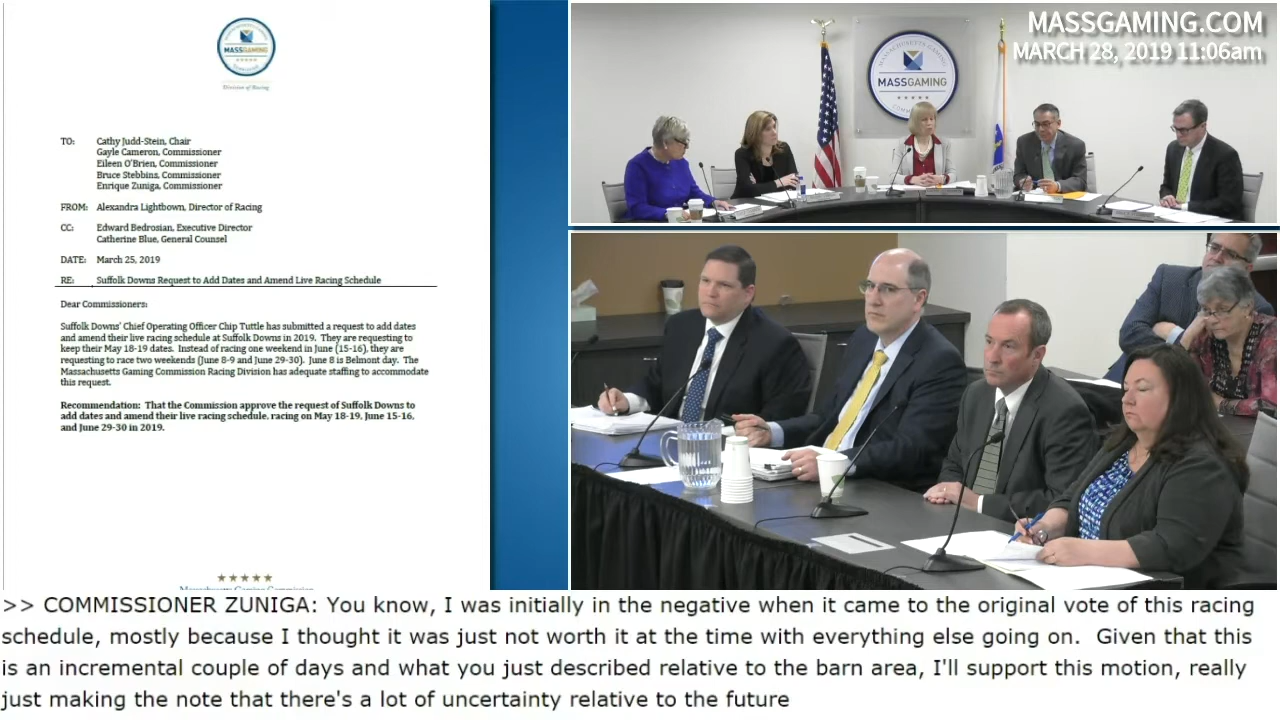 MASSGAMING
★★★★★
Division of Racing
TO: Cathy Judd-Stein, Chair
Gayle Cameron, Commissioner
Eileen O'Brien, Commissioner
Bruce Stebbins, Commissioner
Enrique Zuniga, Commissioner
FROM: Alexandra Lightbown, Director of Racing
CC: Edward Bedrosian, Executive Director
Catherine Blue, General Counsel
DATE: March 25, 2019
RE: Suffolk Downs Request to Add Dates and Amend Live Racing Schedule
Dear Commissioners:
Suffolk Downs' Chief Operating Officer Chip Tuttle has submitted a request to add dates
and amend their live racing schedule at Suffolk Downs in 2019. They are requesting to
keep their May 18-19 dates. Instead of racing one weekend in June (15-16), they are
requesting to race two weekends (June 8-9 and June 29-30). June 8 is Belmont day. The
Massachusetts Gaming Commission Racing Division has adequate staffing to accommodate
this request.
Recommendation: That the Commission approve the request of Suffolk Downs to
add dates and amend their live racing schedule, racing on May 18-19, June 15-16,
and June 29-30 in 2019.
★★★★★
Massachusetts Gaming Commission
MASSGAMING.COM
MARCH 28, 2019 11:06am
MASSACHUSETTS GAMING
MASSGAMING
★★★★★
>> COMMISSIONER ZUNIGA: You know, I was initially in the negative when it came to the original vote of this racing
schedule, mostly because I thought it was just not worth it at the time with everything else going on. Given that this
is an incremental couple of days and what you just described relative to the barn area, I'll support this motion, really
just making the note that there's a lot of uncertainty relative to the future